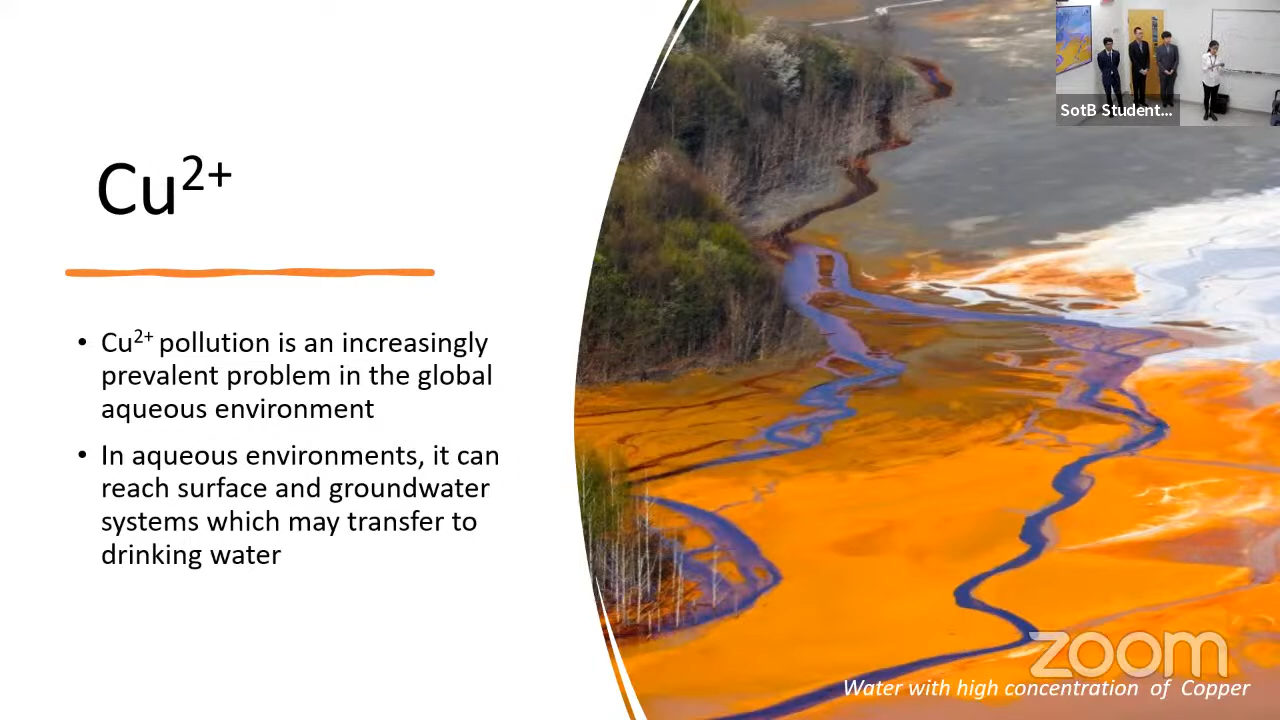 Cu²⁺
• Cu²⁺ pollution is an increasingly
prevalent problem in the global
aqueous environment
• In aqueous environments, it can
reach surface and groundwater
systems which may transfer to
drinking water
SotB Student...
zoom
Water with high concentration of Copper